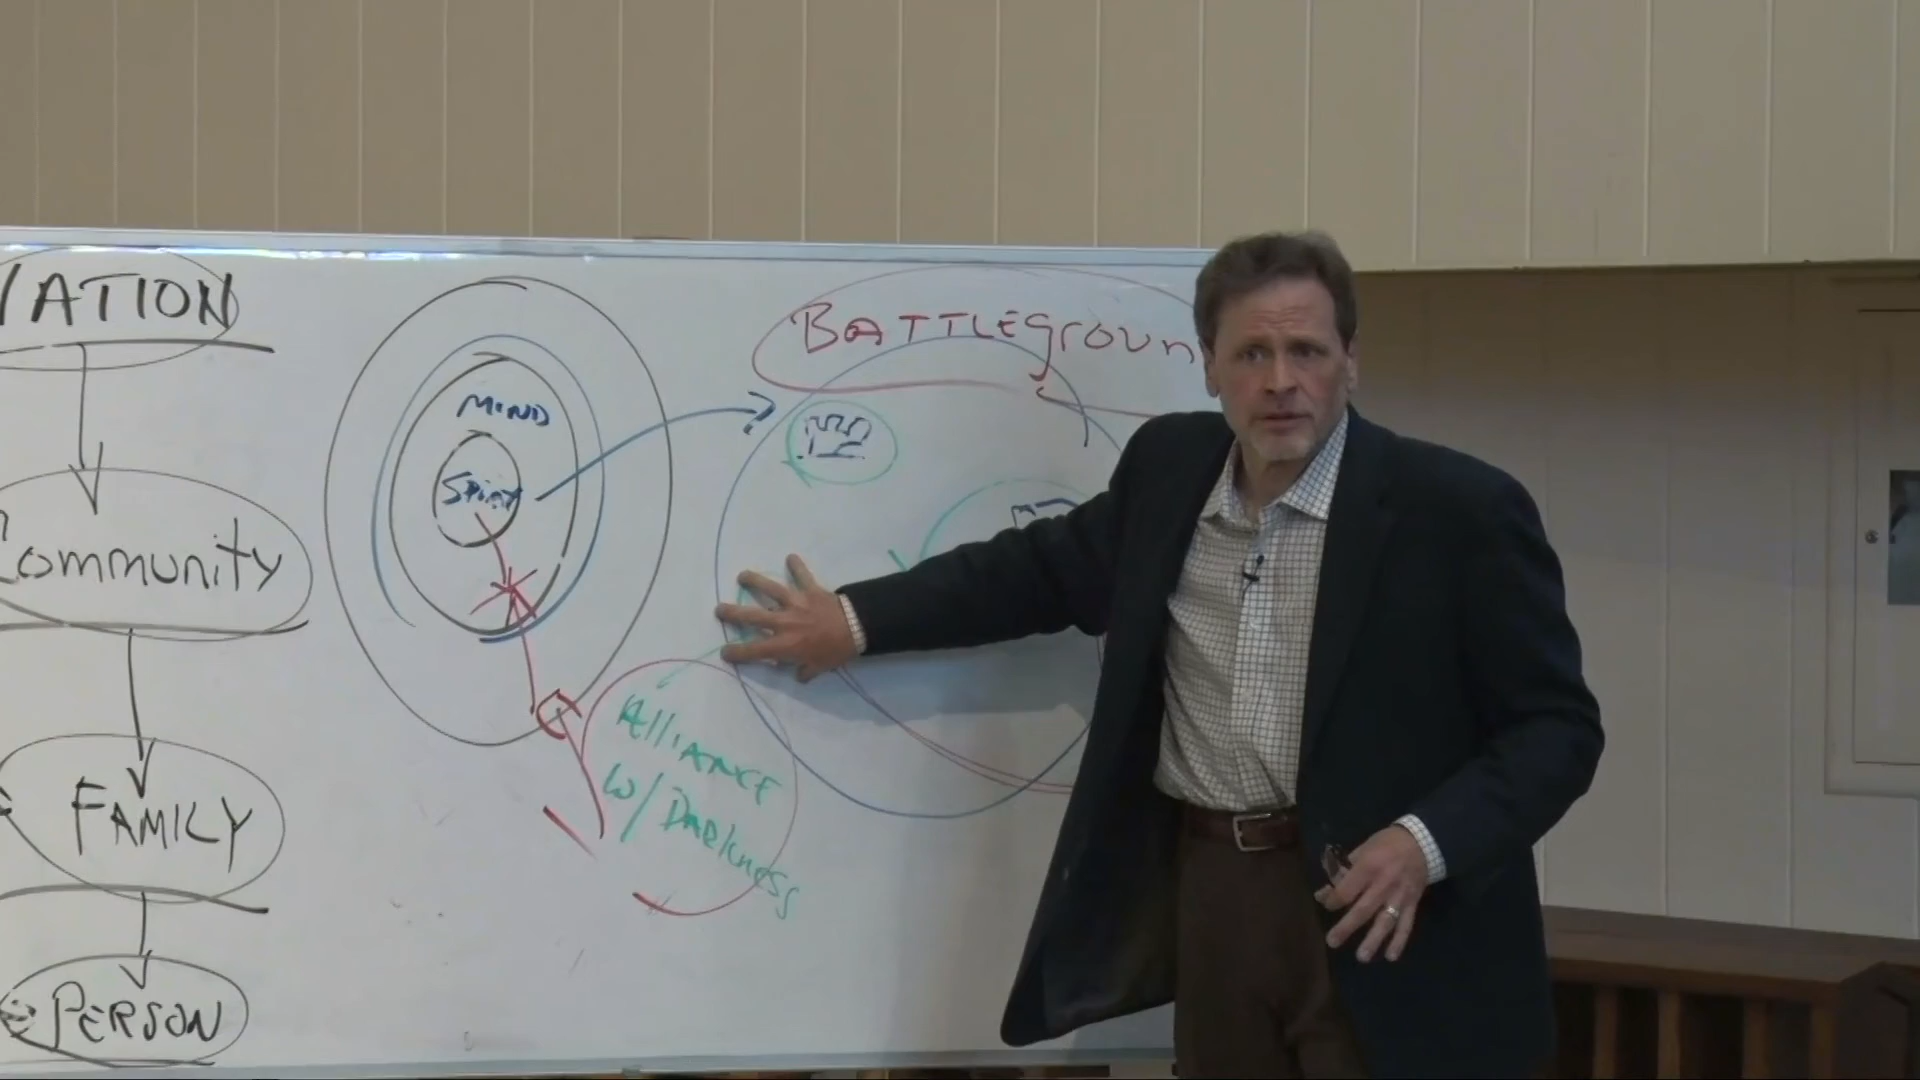 NATION
Community
FAMILY
PERSON
MIND
Spirit
BATTLEGROUN
AlliANCE
W/ DARkness